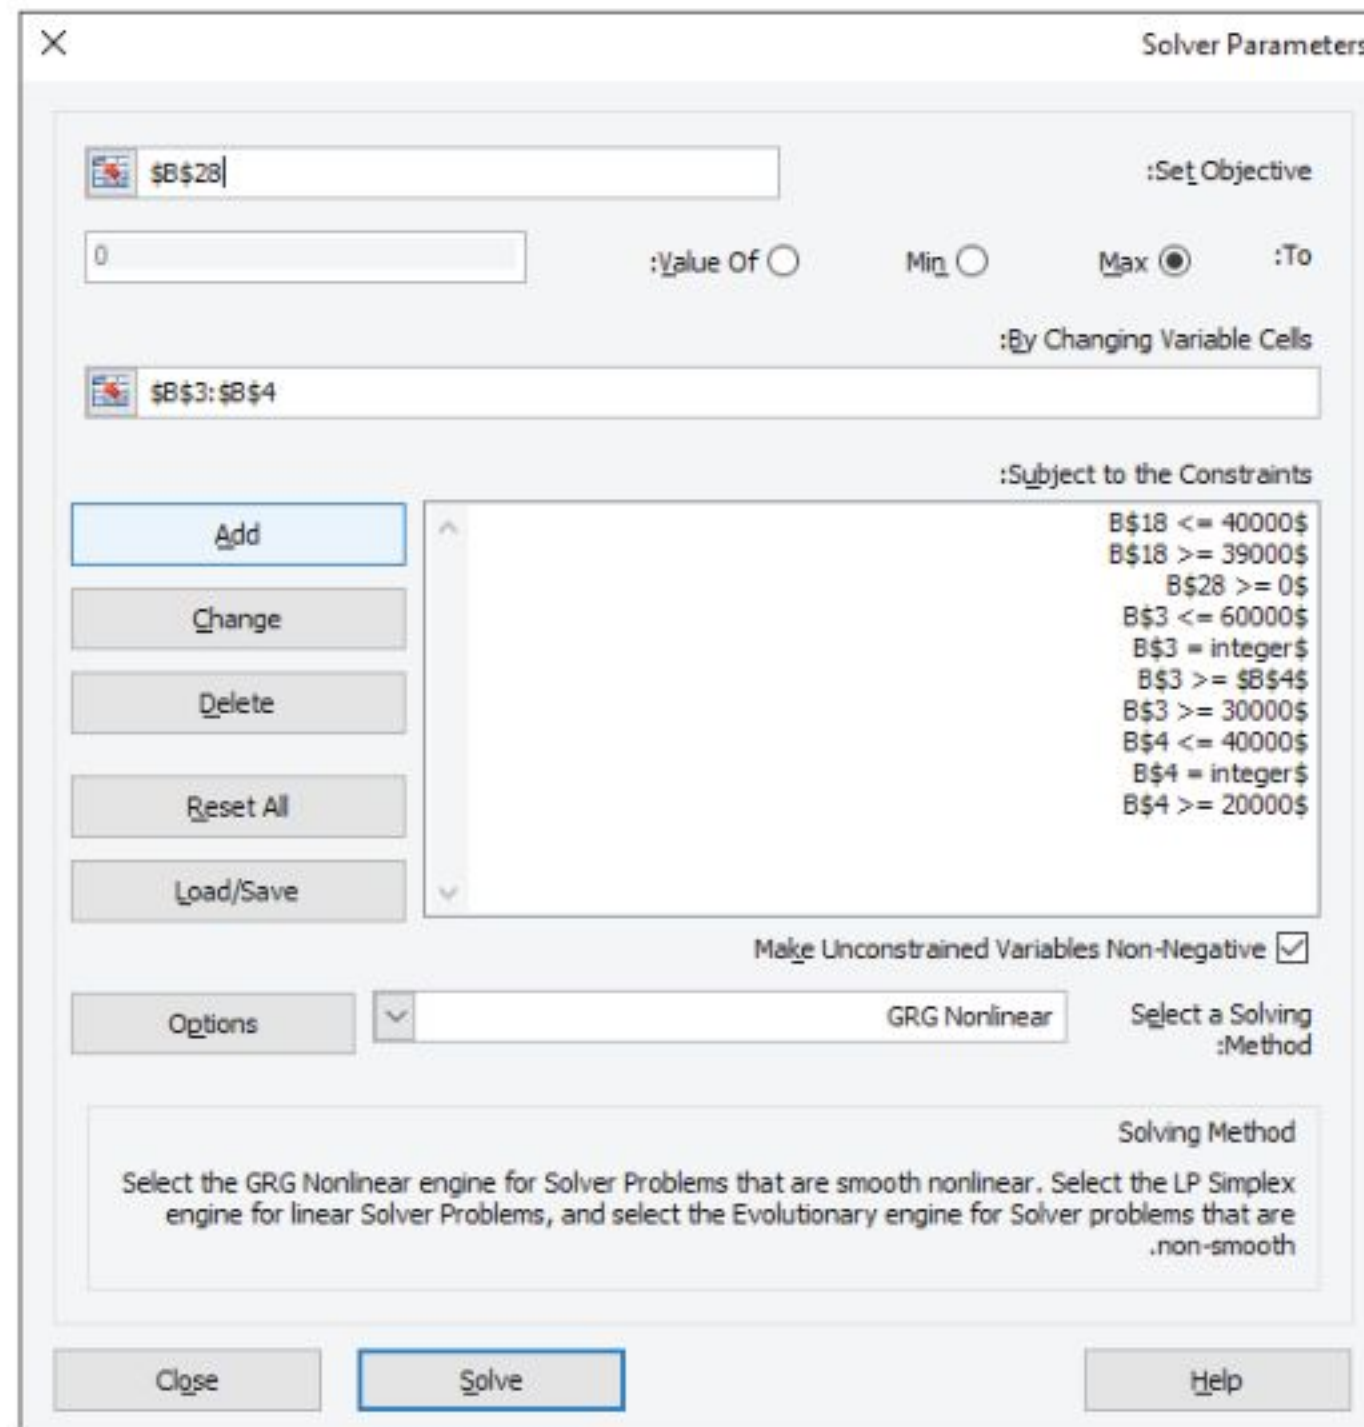 Solver Parameters
:Set Objective
$B$28
:To
Max
Min
:Value Of
0
:By Changing Variable Cells
$B$3:$B$4
:Subject to the Constraints
B$18 <= 40000$
B$18 >= 39000$
B$28 >= 0$
B$3 <= 60000$
B$3 = integer$
B$3 >= $B$4$
B$3 >= 30000$
B$4 <= 40000$
B$4 = integer$
B$4 >= 20000$
Add
Change
Delete
Reset All
Load/Save
Make Unconstrained Variables Non-Negative
Select a Solving
:Method
GRG Nonlinear
Options
Solving Method
Select the GRG Nonlinear engine for Solver Problems that are smooth nonlinear. Select the LP Simplex
engine for linear Solver Problems, and select the Evolutionary engine for Solver problems that are
.non-smooth
Help
Solve
Close